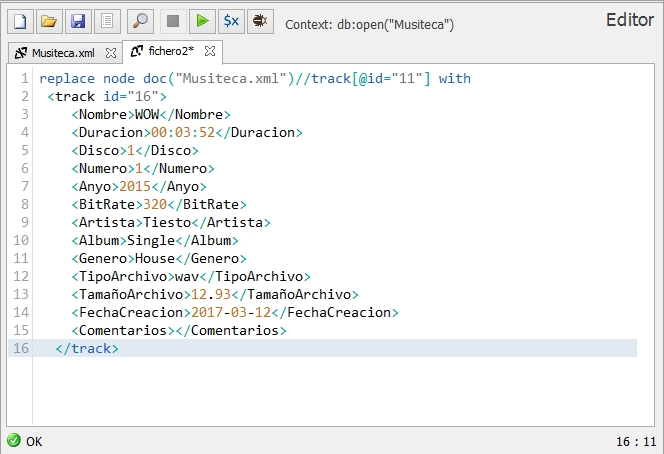 Context: db:open("Musiteca")
Editor
Musiteca.xml
fichero2*
1 replace node doc("Musiteca.xml")//track[@id="11"] with
2 <track id="16">
3 <Nombre>WOW</Nombre>
4 <Duracion>00:03:52</Duracion>
5 <Disco>1</Disco>
6 <Numero>1</Numero>
7 <Anyo>2015</Anyo>
8 <BitRate>320</BitRate>
9 <Artista>Tiesto</Artista>
10 <Album>Single</Album>
11 <Genero>House</Genero>
12 <TipoArchivo>wav</TipoArchivo>
13 <TamañoArchivo>12.93</TamañoArchivo>
14 <FechaCreacion>2017-03-12</FechaCreacion>
15 <Comentarios></Comentarios>
16 </track>
OK
16 : 11